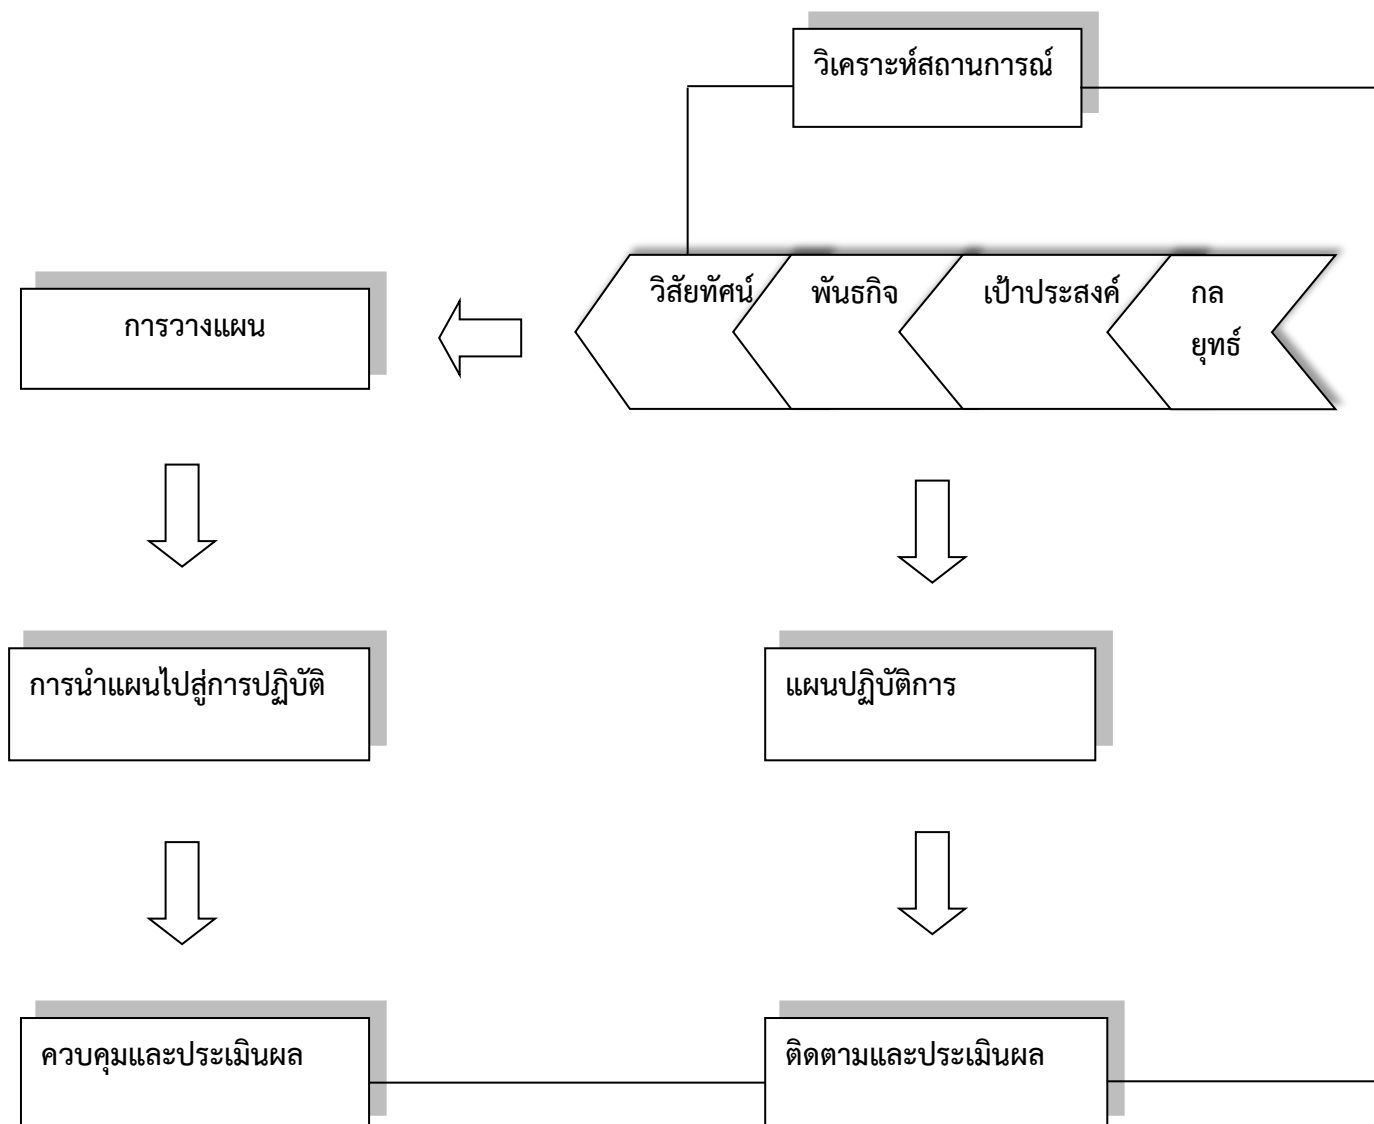 วิเคราะห์สถานการณ์
วิสัยทัศน์
พันธกิจ
เป้าประสงค์
กล
ยุทธ์
การวางแผน
การนำแผนไปสู่การปฏิบัติ
แผนปฏิบัติการ
ควบคุมและประเมินผล
ติดตามและประเมินผล